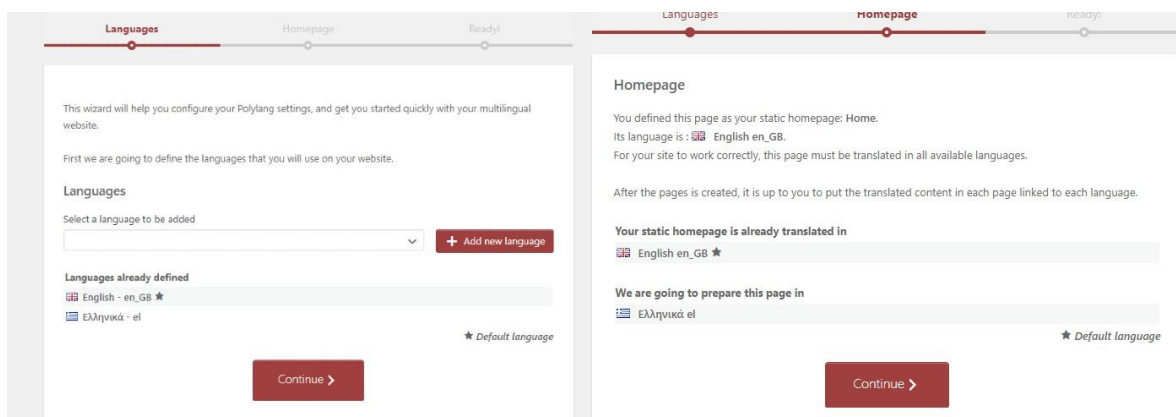 Languages
Homepage
Ready!
This wizard will help you configure your Polylang settings, and get you started quickly with your multilingual
website.
First we are going to define the languages that you will use on your website.
Languages
Select a language to be added
+ Add new language
Languages already defined
English - en_GB ★
Ελληνικά - el
★ Default language
Continue
Languages
Homepage
Ready!
Homepage
You defined this page as your static homepage: Home.
Its language is : English en_GB.
For your site to work correctly, this page must be translated in all available languages.
After the pages is created, it is up to you to put the translated content in each page linked to each language.
Your static homepage is already translated in
English en_GB ★
We are going to prepare this page in
Ελληνικά el
★ Default language
Continue